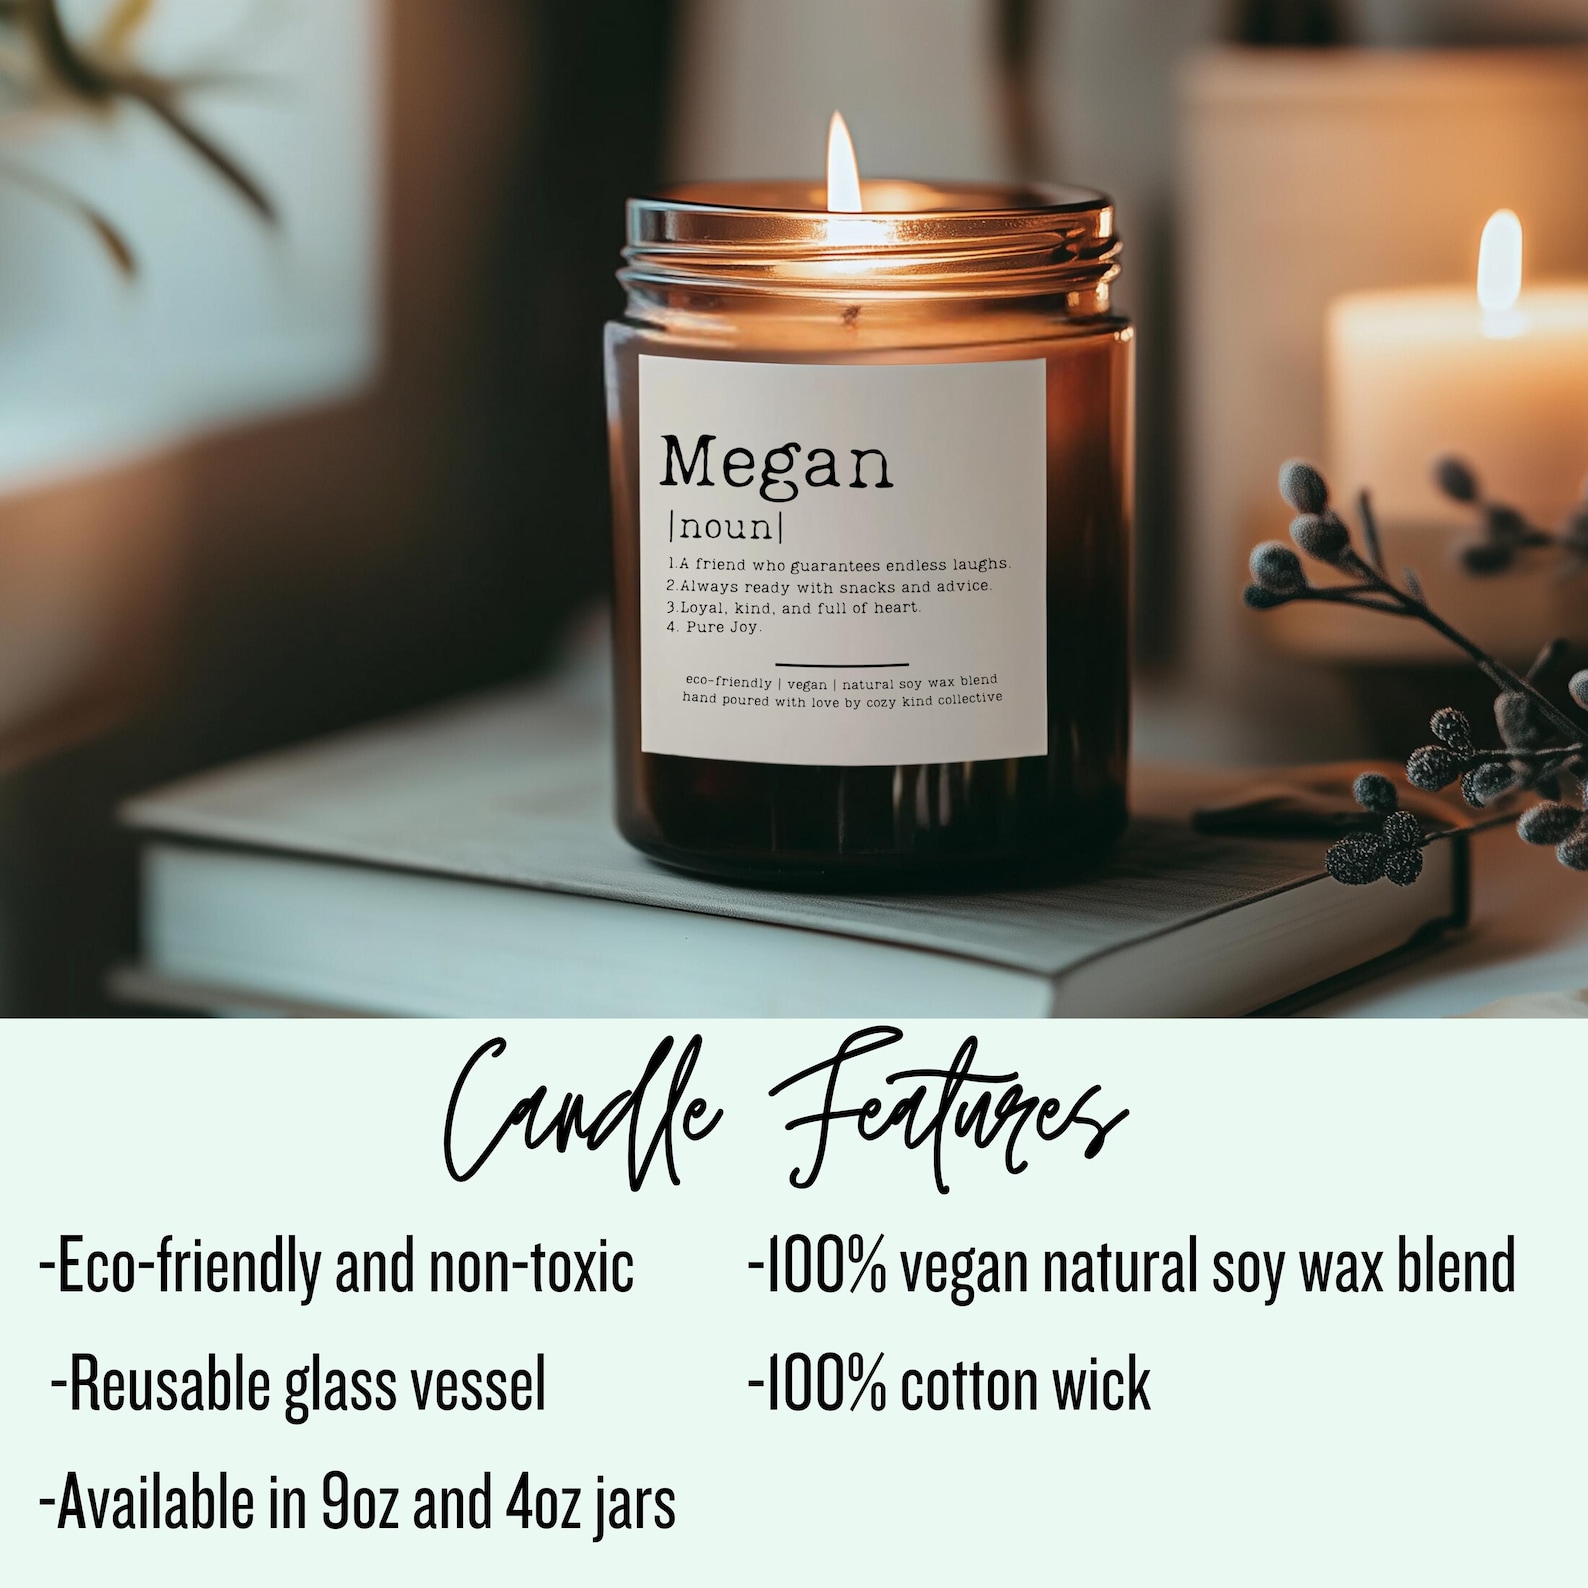 Megan
|noun|
1.A friend who guarantees endless laughs.
2.Always ready with snacks and advice.
3.Loyal, kind, and full of heart.
4. Pure Joy.
eco-friendly | vegan | natural soy wax blend
hand poured with love by cozy kind collective
Candle Features
-Eco-friendly and non-toxic
-100% vegan natural soy wax blend
-Reusable glass vessel
-100% cotton wick
-Available in 9oz and 4oz jars